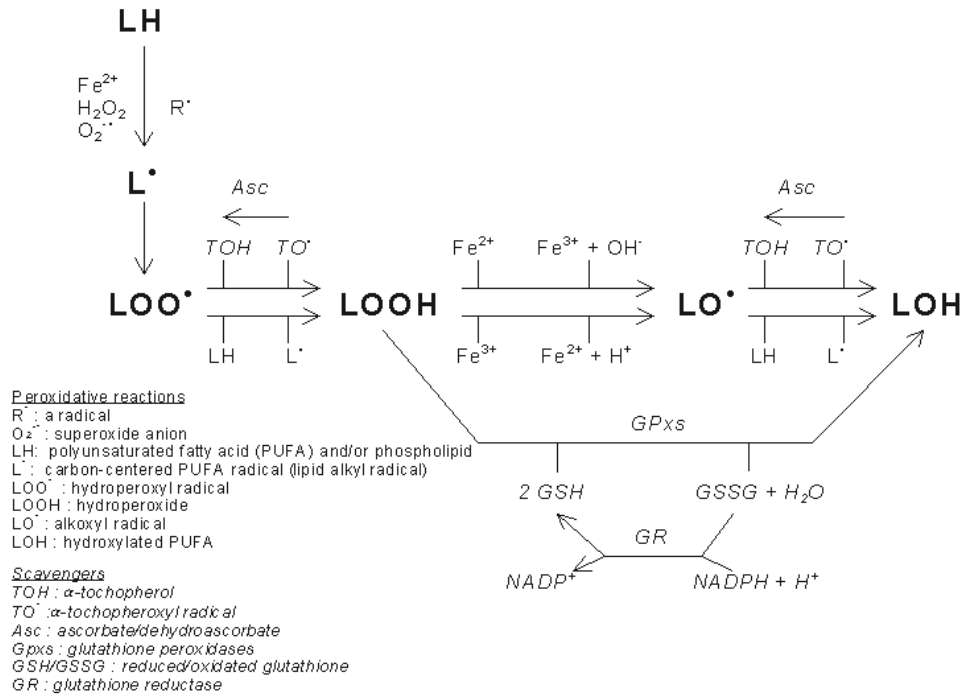 LH
Fe²⁺
H₂O₂ R•
O₂⁻•
L•
Asc Asc
TOH TO• Fe²⁺ Fe³⁺ + OH⁻ TOH TO•
LOO• LOOH LO• LOH
LH L• Fe³⁺ Fe²⁺ + H⁺ LH L•
Peroxidative reactions
R˙ : a radical
O₂⁻˙ : superoxide anion
LH: polyunsaturated fatty acid (PUFA) and/or phospholipid
L˙ : carbon-centered PUFA radical (lipid alkyl radical)
LOO˙ : hydroperoxyl radical
LOOH : hydroperoxide
LO˙ : alkoxyl radical
LOH : hydroxylated PUFA
GPxs
2 GSH GSSG + H₂O
GR
NADP⁺ NADPH + H⁺
Scavengers
TOH : α-tochopherol
TO˙ :α-tochopheroxyl radical
Asc : ascorbate/dehydroascorbate
Gpxs : glutathione peroxidases
GSH/GSSG : reduced/oxidated glutathione
GR : glutathione reductase